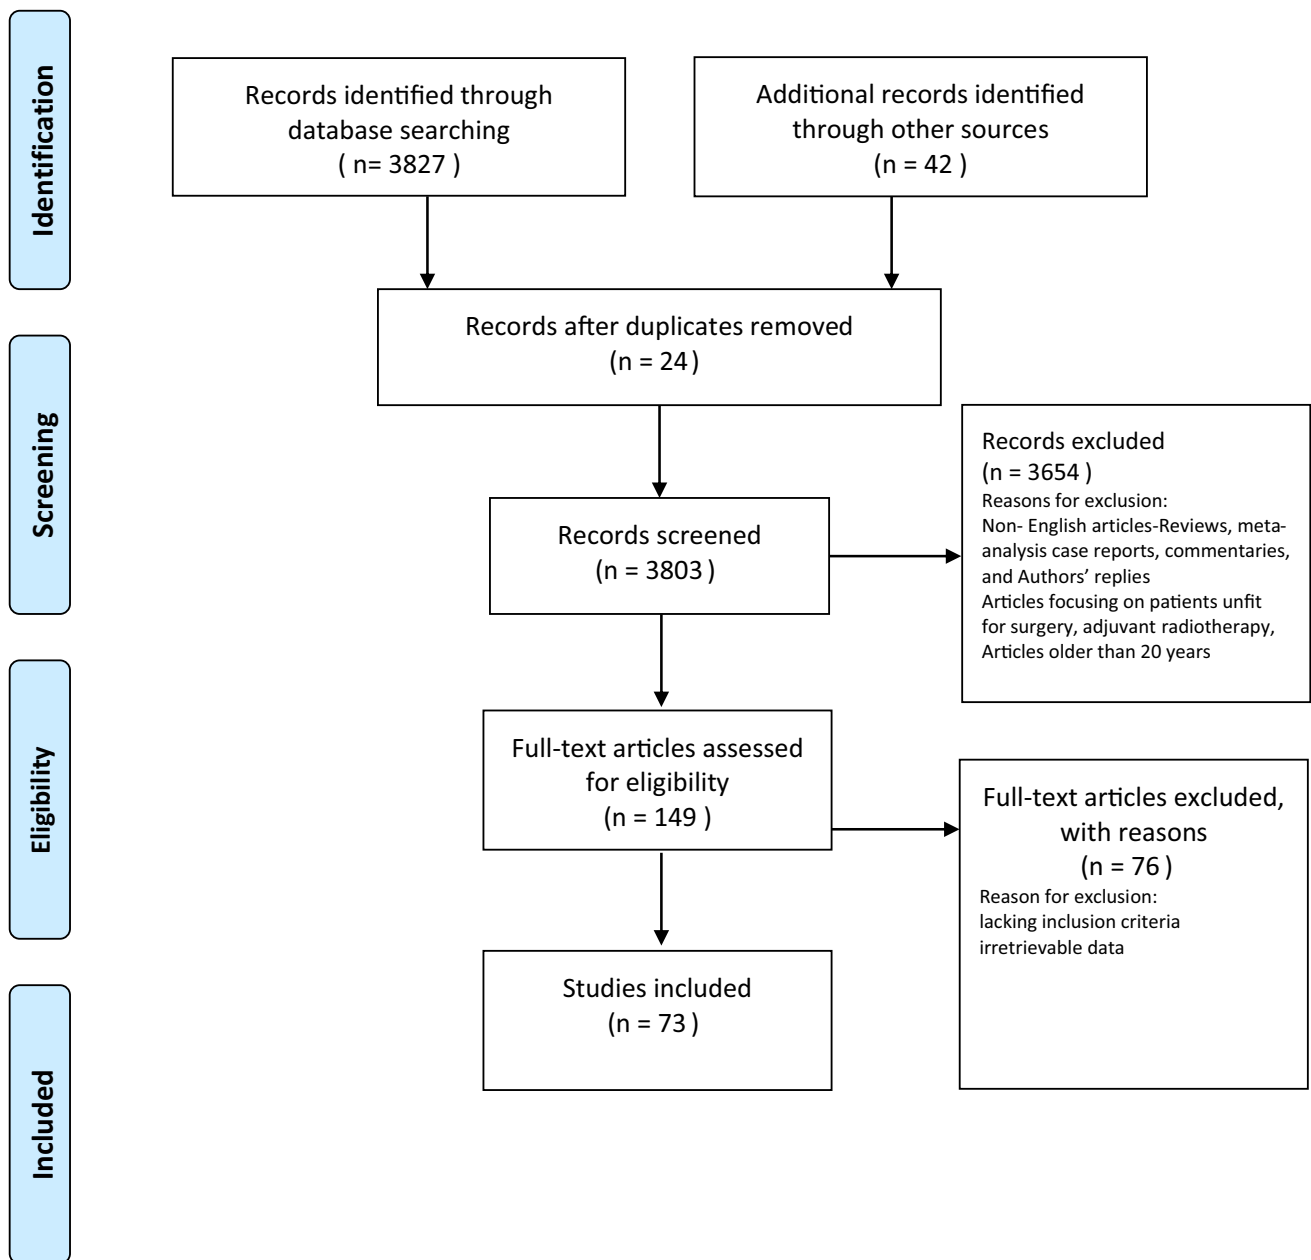 Identification
Records identified through
database searching
( n= 3827 )
Additional records identified
through other sources
(n = 42 )
Records after duplicates removed
(n = 24 )
Screening
Records screened
(n = 3803 )
Records excluded
(n = 3654 )
Reasons for exclusion:
Non- English articles-Reviews, meta-
analysis case reports, commentaries,
and Authors’ replies
Articles focusing on patients unfit
for surgery, adjuvant radiotherapy,
Articles older than 20 years
Eligibility
Full-text articles assessed
for eligibility
(n = 149 )
Full-text articles excluded,
with reasons
(n = 76 )
Reason for exclusion:
lacking inclusion criteria
irretrievable data
Included
Studies included
(n = 73 )